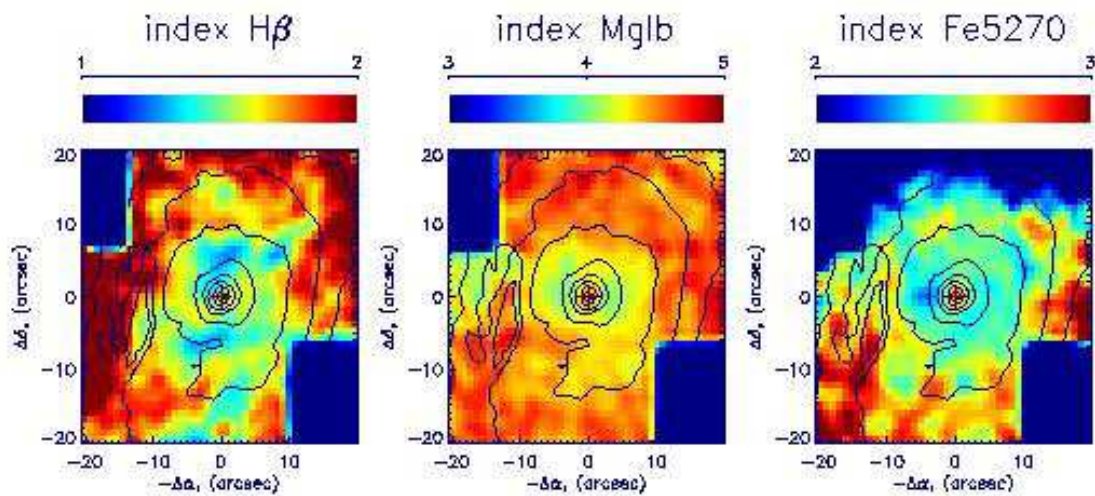 index Hβ
index MgIb
index Fe5270
1 2
3 4 5
2 3
20
10
0
−10
−20
Δδ, (arcsec)
−20 −10 0 10
−Δα, (arcsec)
20
10
0
−10
−20
Δδ, (arcsec)
−20 −10 0 10
−Δα, (arcsec)
20
10
0
−10
−20
Δδ, (arcsec)
−20 −10 0 10
−Δα, (arcsec)